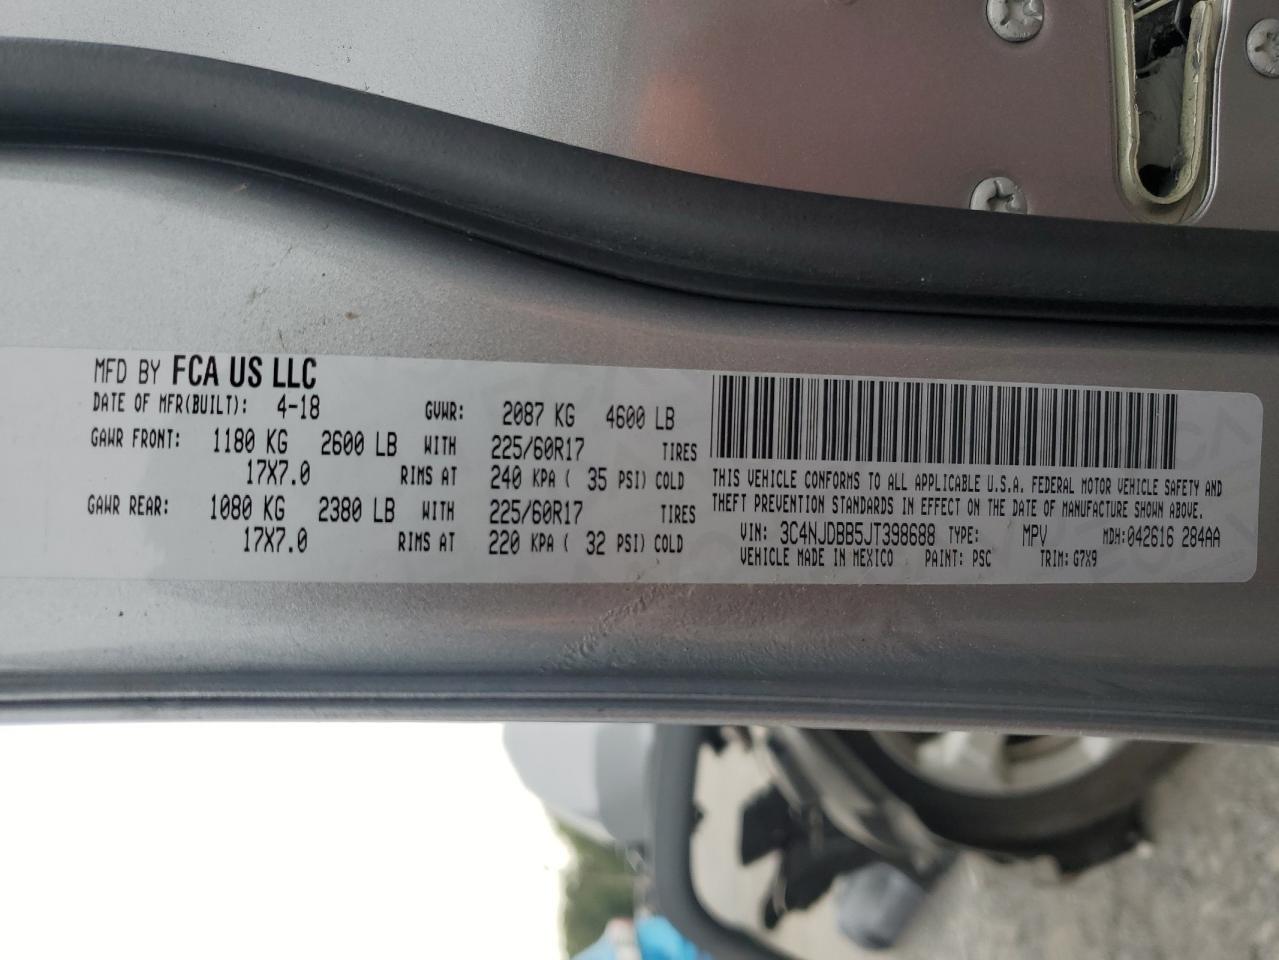 MFD BY FCA US LLC
DATE OF MFR(BUILT): 4-18 GVWR: 2087 KG 4600 LB
GAWR FRONT: 1180 KG 2600 LB WITH 225/60R17 TIRES
17X7.0 RIMS AT 240 KPA ( 35 PSI) COLD
GAWR REAR: 1080 KG 2380 LB WITH 225/60R17 TIRES
17X7.0 RIMS AT 220 KPA ( 32 PSI) COLD
THIS VEHICLE CONFORMS TO ALL APPLICABLE U.S.A. FEDERAL MOTOR VEHICLE SAFETY AND
THEFT PREVENTION STANDARDS IN EFFECT ON THE DATE OF MANUFACTURE SHOWN ABOVE.
VIN: 3C4NJDBB5JT398688 TYPE: MPV MDH:042616 284AA
VEHICLE MADE IN MEXICO PAINT: PSC TRIM: G7X9